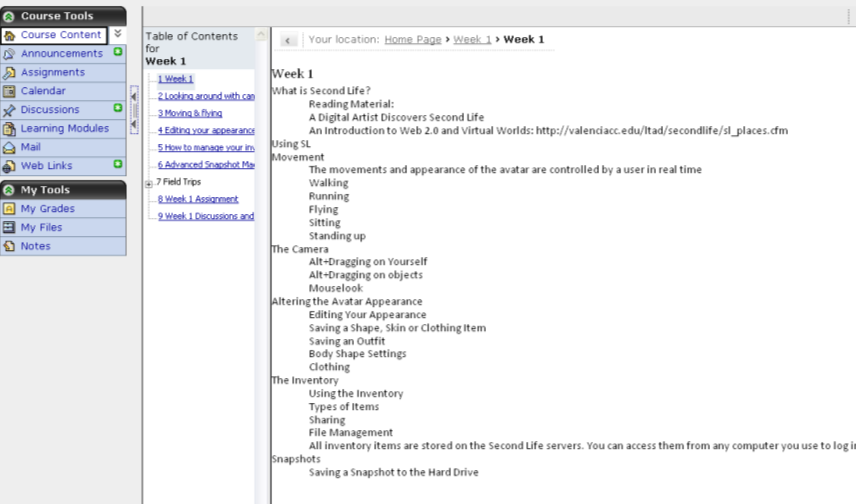 Course Tools
Course Content
Announcements
Assignments
Calendar
Discussions
Learning Modules
Mail
Web Links
My Tools
My Grades
My Files
Notes
Table of Contents
for
Week 1
1 Week 1
2 Looking around with cam
3 Moving & flying
4 Editing your appearance
5 How to manage your inv
6 Advanced Snapshot Ma
7 Field Trips
8 Week 1 Assignment
9 Week 1 Discussions and
Your location: Home Page › Week 1 › Week 1
Week 1
What is Second Life?
Reading Material:
A Digital Artist Discovers Second Life
An Introduction to Web 2.0 and Virtual Worlds: http://valenciacc.edu/ltad/secondlife/sl_places.cfm
Using SL
Movement
The movements and appearance of the avatar are controlled by a user in real time
Walking
Running
Flying
Sitting
Standing up
The Camera
Alt+Dragging on Yourself
Alt+Dragging on objects
Mouselook
Altering the Avatar Appearance
Editing Your Appearance
Saving a Shape, Skin or Clothing Item
Saving an Outfit
Body Shape Settings
Clothing
The Inventory
Using the Inventory
Types of Items
Sharing
File Management
All inventory items are stored on the Second Life servers. You can access them from any computer you use to log in
Snapshots
Saving a Snapshot to the Hard Drive